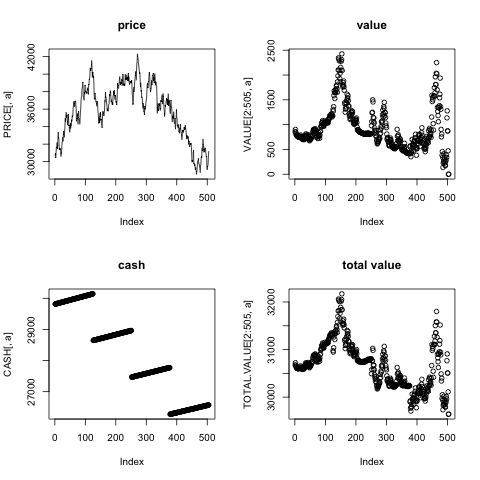 price
PRICE[, a]
30000 36000 42000
0 100 200 300 400 500
Index
value
VALUE[2:505, a]
0 500 1500 2500
0 100 200 300 400 500
Index
cash
CASH[, a]
27000 29000
0 100 200 300 400 500
Index
total value
TOTAL.VALUE[2:505, a]
30000 31000 32000
0 100 200 300 400 500
Index